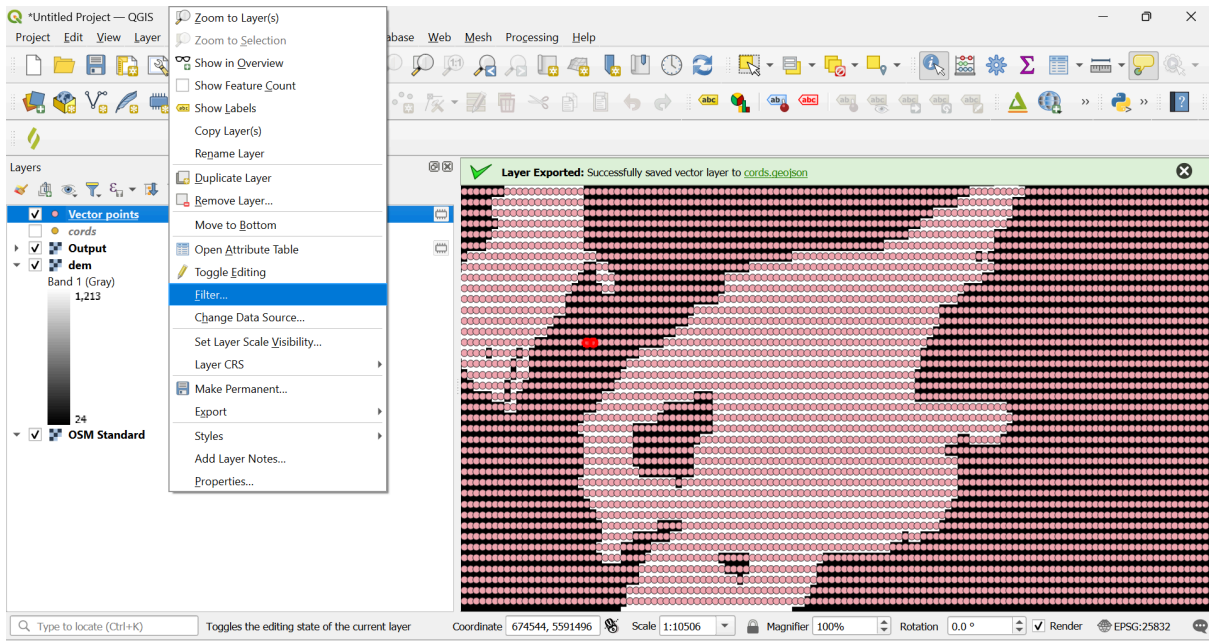 *Untitled Project — QGIS
Project Edit View Layer abase Web Mesh Processing Help
Zoom to Layer(s)
Zoom to Selection
Show in Overview
Show Feature Count
abc Show Labels
Copy Layer(s)
Rename Layer
Duplicate Layer
Remove Layer...
Move to Bottom
Open Attribute Table
Toggle Editing
Filter...
Change Data Source...
Set Layer Scale Visibility...
Layer CRS
Make Permanent...
Export
Styles
Add Layer Notes...
Properties...
Layers
Vector points
cords
Output
dem
Band 1 (Gray)
1,213
24
OSM Standard
Layer Exported: Successfully saved vector layer to cords.geojson
Type to locate (Ctrl+K) Toggles the editing state of the current layer Coordinate 674544, 5591496 Scale 1:10506 Magnifier 100% Rotation 0.0 ° Render EPSG:25832